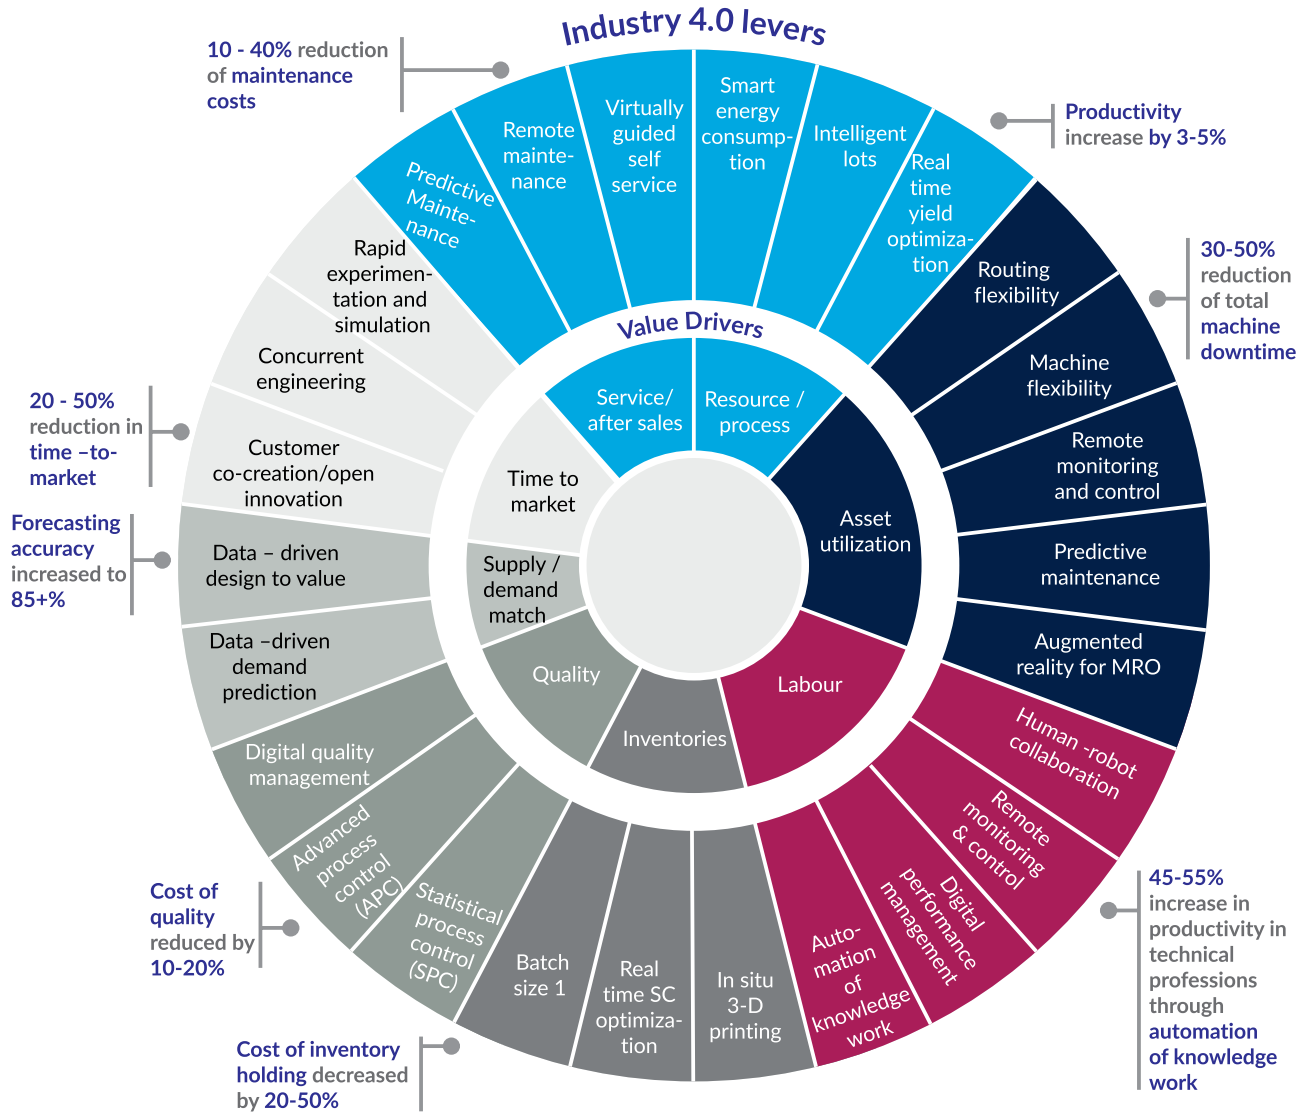 Industry 4.0 levers
10 - 40% reduction
of maintenance
costs
Productivity
increase by 3-5%
30-50%
reduction
of total
machine
downtime
45-55%
increase in
productivity in
technical
professions
through
automation
of knowledge
work
Cost of inventory
holding decreased
by 20-50%
Cost of
quality
reduced by
10-20%
Forecasting
accuracy
increased to
85+%
20 - 50%
reduction in
time –to-
market
Predictive
Mainte-
nance
Remote
mainte-
nance
Virtually
guided
self
service
Smart
energy
consump-
tion
Intelligent
lots
Real
time
yield
optimiza-
tion
Routing
flexibility
Machine
flexibility
Remote
monitoring
and control
Predictive
maintenance
Augmented
reality for MRO
Human -robot
collaboration
Remote
monitoring
& control
Digital
performance
management
Auto-
mation
of
knowledge
work
In situ
3-D
printing
Real
time SC
optimiza-
tion
Batch
size 1
Statistical
process
control
(SPC)
Advanced
process
control
(APC)
Digital quality
management
Data –driven
demand
prediction
Data – driven
design to value
Customer
co-creation/open
innovation
Concurrent
engineering
Rapid
experimen-
tation and
simulation
Value Drivers
Service/
after sales
Resource /
process
Asset
utilization
Labour
Inventories
Quality
Supply /
demand
match
Time to
market